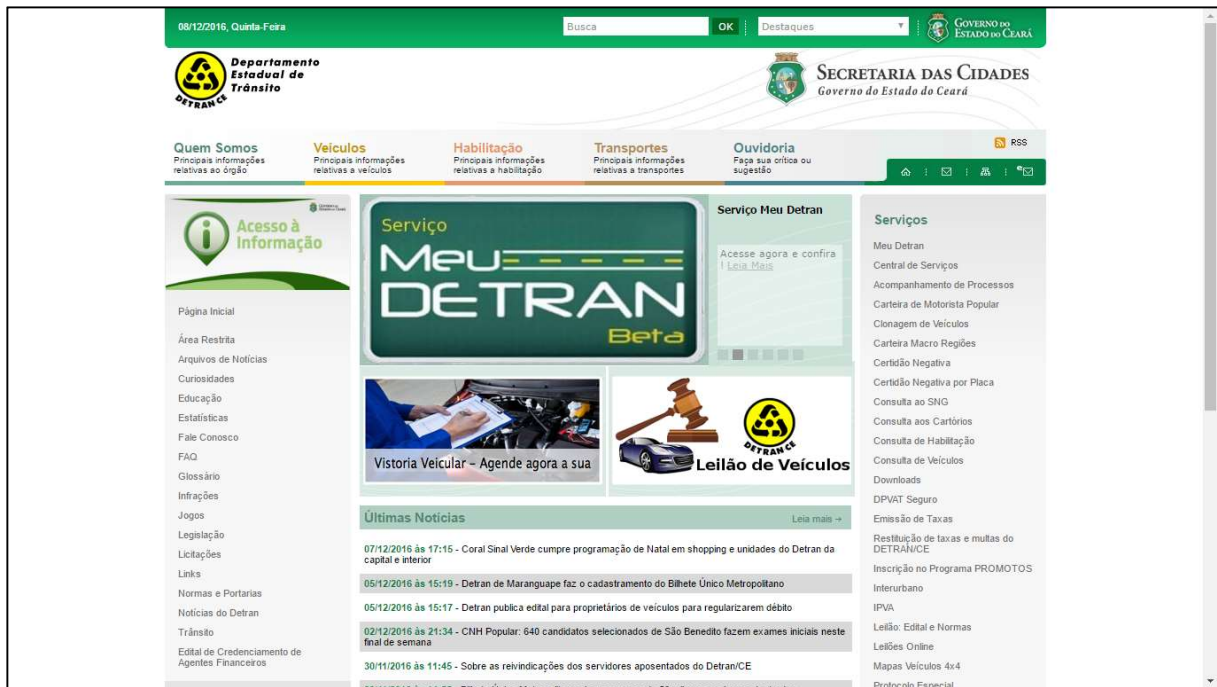 08/12/2016, Quinta-Feira
Busca
OK
Destaques
GOVERNO DO
ESTADO DO CEARÁ
Departamento
Estadual de
Trânsito
DETRAN CE
SECRETARIA DAS CIDADES
Governo do Estado do Ceará
RSS
Quem Somos
Principais informações
relativas ao órgão
Veiculos
Principais informações
relativas a veículos
Habilitação
Principais informações
relativas a habilitação
Transportes
Principais informações
relativas a transportes
Ouvidoria
Faça sua crítica ou
sugestão
Acesso à
Informação
Página Inicial
Área Restrita
Arquivos de Notícias
Curiosidades
Educação
Estatísticas
Fale Conosco
FAQ
Glossário
Infrações
Jogos
Legislação
Licitações
Links
Normas e Portarias
Notícias do Detran
Trânsito
Edital de Credenciamento de
Agentes Financeiros
Serviço
MeU
DETRAN
Beta
Serviço Meu Detran
Acesse agora e confira
! Leia Mais
Vistoria Veicular - Agende agora a sua
DETRAN CE
Leilão de Veículos
Últimas Notícias
Leia mais →
07/12/2016 às 17:15 - Coral Sinal Verde cumpre programação de Natal em shopping e unidades do Detran da
capital e interior
05/12/2016 às 15:19 - Detran de Maranguape faz o cadastramento do Bilhete Único Metropolitano
05/12/2016 às 15:17 - Detran publica edital para proprietários de veículos para regularizarem débito
02/12/2016 às 21:34 - CNH Popular: 640 candidatos selecionados de São Benedito fazem exames iniciais neste
final de semana
30/11/2016 às 11:45 - Sobre as reivindicações dos servidores aposentados do Detran/CE
Serviços
Meu Detran
Central de Serviços
Acompanhamento de Processos
Carteira de Motorista Popular
Clonagem de Veículos
Carteira Macro Regiões
Certidão Negativa
Certidão Negativa por Placa
Consulta ao SNG
Consulta aos Cartórios
Consulta de Habilitação
Consulta de Veículos
Downloads
DPVAT Seguro
Emissão de Taxas
Restituição de taxas e multas do
DETRAN/CE
Inscrição no Programa PROMOTOS
Interurbano
IPVA
Leilão: Edital e Normas
Leilões Online
Mapas Veículos 4x4
Protocolo Especial